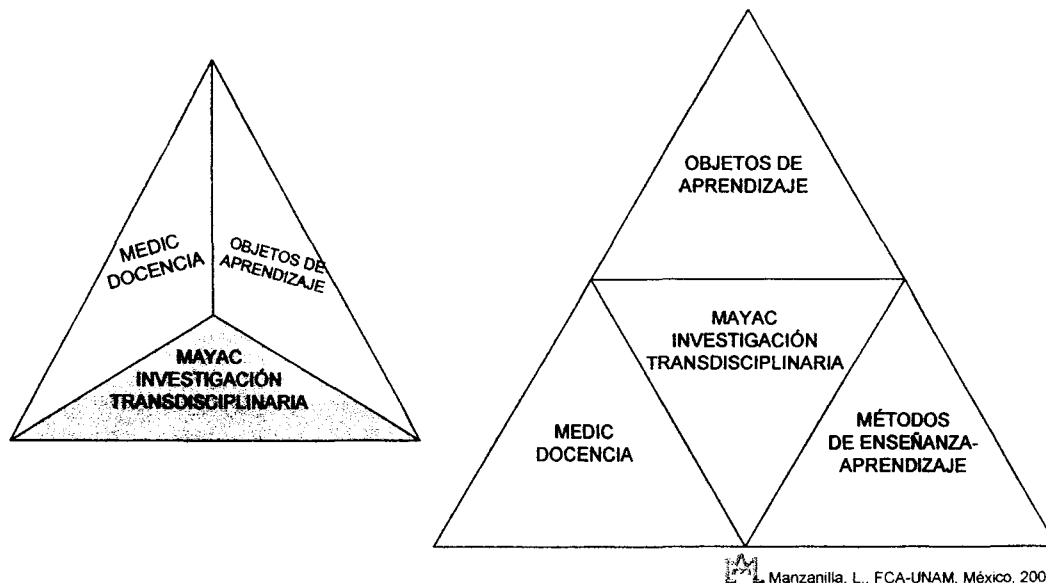 MEDIC
DOCENCIA
OBJETOS DE
APRENDIZAJE
MAYAC
INVESTIGACIÓN
TRANSDISCIPLINARIA
OBJETOS DE
APRENDIZAJE
MAYAC
INVESTIGACIÓN
TRANSDISCIPLINARIA
MEDIC
DOCENCIA
MÉTODOS
DE ENSEÑANZA-
APRENDIZAJE
Manzanilla, L., FCA-UNAM, México,